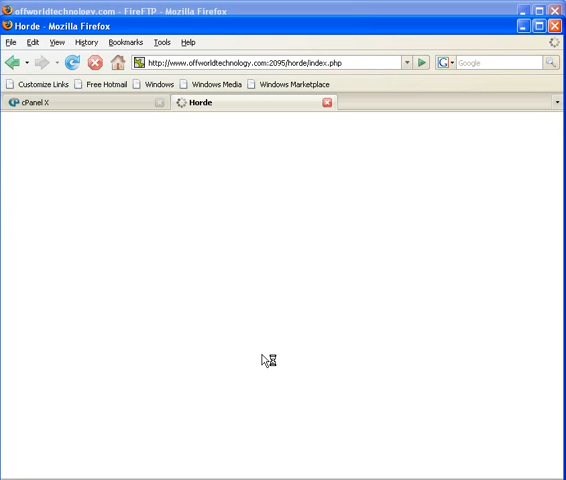 offworldtechnology.com - FireFTP - Mozilla Firefox
Horde - Mozilla Firefox
File Edit View History Bookmarks Tools Help
http://www.offworldtechnology.com:2095/horde/index.php G Google
Customize Links Free Hotmail Windows Windows Media Windows Marketplace
cPanel X Horde